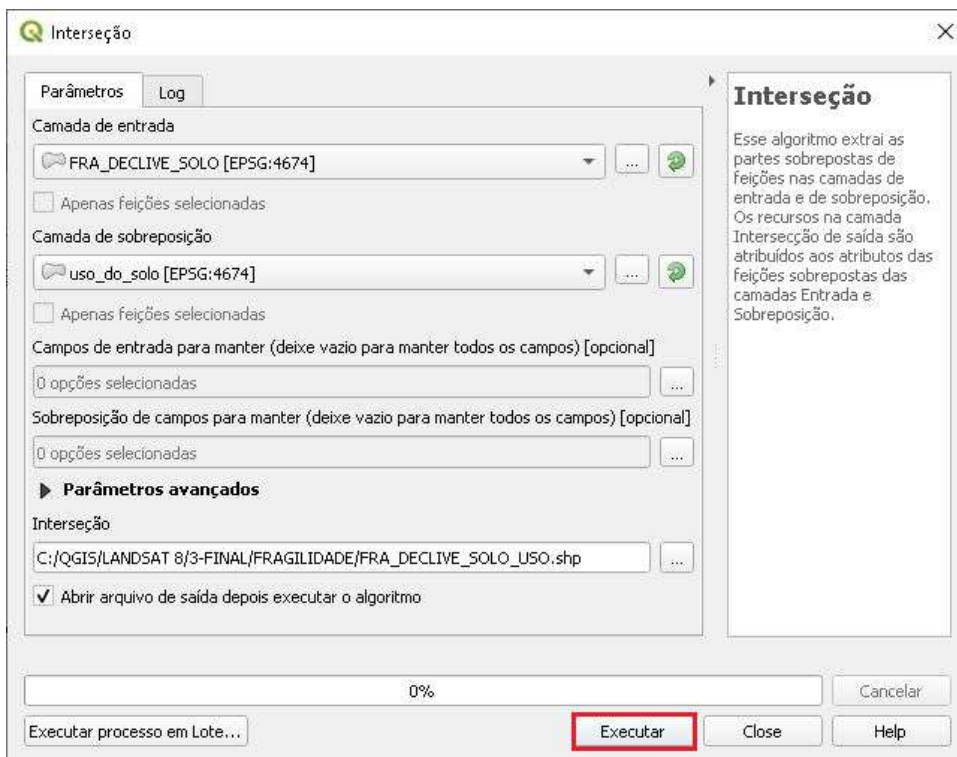 Interseção
Parâmetros
Log
Camada de entrada
FRA_DECLIVE_SOLO [EPSG:4674]
...
Apenas feições selecionadas
Camada de sobreposição
uso_do_solo [EPSG:4674]
...
Apenas feições selecionadas
Campos de entrada para manter (deixe vazio para manter todos os campos) [opcional]
0 opções selecionadas
...
Sobreposição de campos para manter (deixe vazio para manter todos os campos) [opcional]
0 opções selecionadas
...
Parâmetros avançados
Interseção
C:/QGIS/LANDSAT 8/3-FINAL/FRAGILIDADE/FRA_DECLIVE_SOLO_USO.shp
...
Abrir arquivo de saída depois executar o algoritmo
Interseção
Esse algoritmo extrai as
partes sobrepostas de
feições nas camadas de
entrada e de sobreposição.
Os recursos na camada
Intersecção de saída são
atribuídos aos atributos das
feições sobrepostas das
camadas Entrada e
Sobreposição.
0%
Cancelar
Executar processo em Lote...
Executar
Close
Help